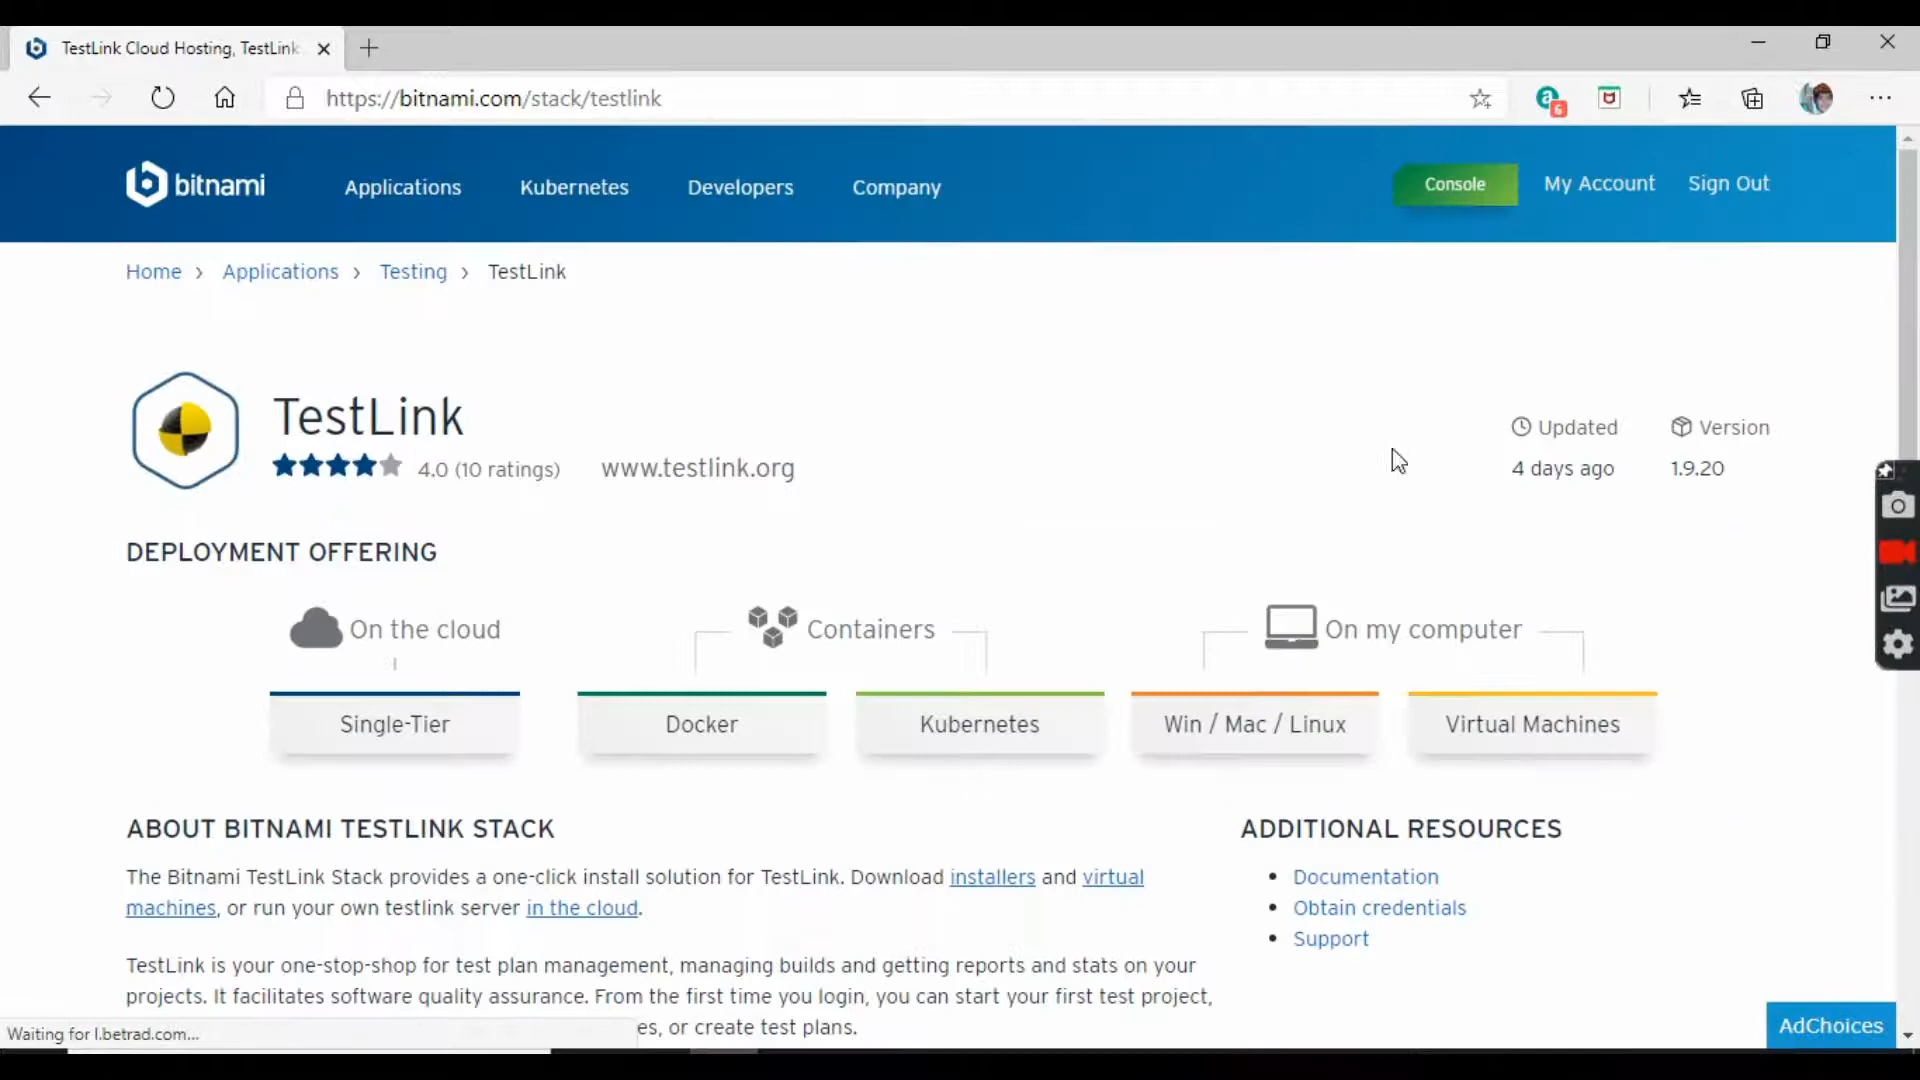 TestLink Cloud Hosting, TestLink
https://bitnami.com/stack/testlink
6
bitnami Applications Kubernetes Developers Company Console My Account Sign Out
Home › Applications › Testing › TestLink
TestLink
4.0 (10 ratings) www.testlink.org
Updated Version
4 days ago 1.9.20
DEPLOYMENT OFFERING
On the cloud Containers On my computer
Single-Tier Docker Kubernetes Win / Mac / Linux Virtual Machines
ABOUT BITNAMI TESTLINK STACK
The Bitnami TestLink Stack provides a one-click install solution for TestLink. Download installers and virtual
machines, or run your own testlink server in the cloud.
TestLink is your one-stop-shop for test plan management, managing builds and getting reports and stats on your
projects. It facilitates software quality assurance. From the first time you login, you can start your first test project,
es, or create test plans.
ADDITIONAL RESOURCES
• Documentation
• Obtain credentials
• Support
AdChoices
Waiting for l.betrad.com...